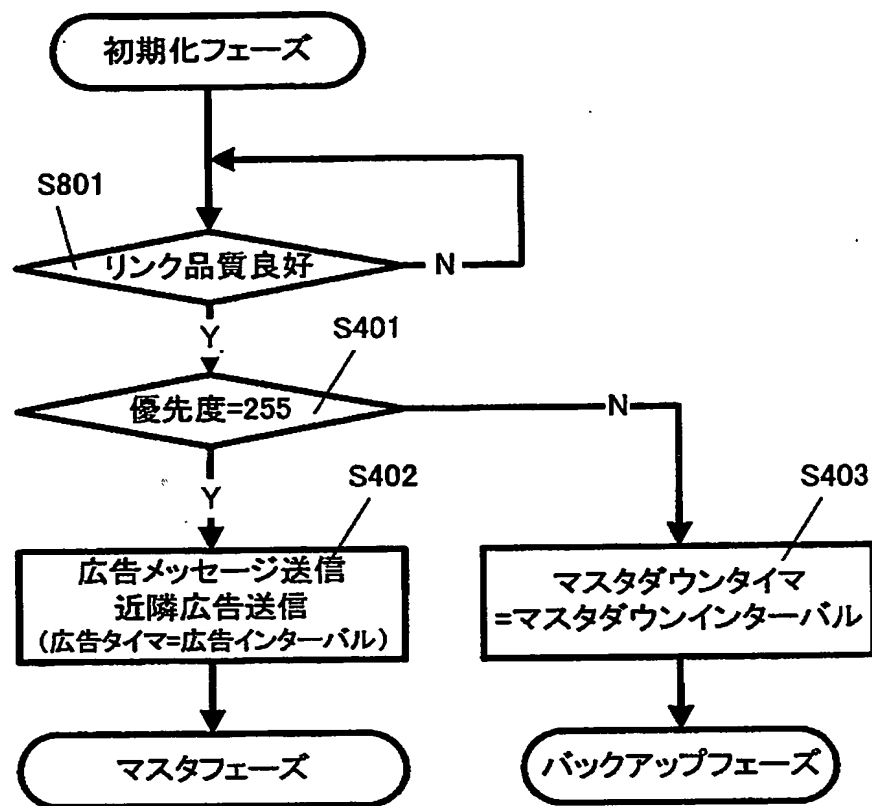 初期化フェーズ
S801
リンク品質良好
N
Y
S401
優先度=255
N
Y
S402
S403
広告メッセージ送信
近隣広告送信
(広告タイマ=広告インターバル)
マスタダウンタイマ
=マスタダウンインターバル
マスタフェーズ
バックアップフェーズ